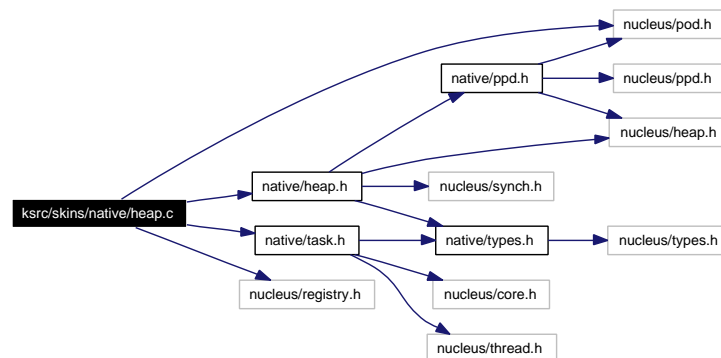 nucleus/pod.h
native/ppd.h
nucleus/ppd.h
nucleus/heap.h
native/heap.h
nucleus/synch.h
ksrc/skins/native/heap.c
native/task.h
native/types.h
nucleus/types.h
nucleus/registry.h
nucleus/core.h
nucleus/thread.h